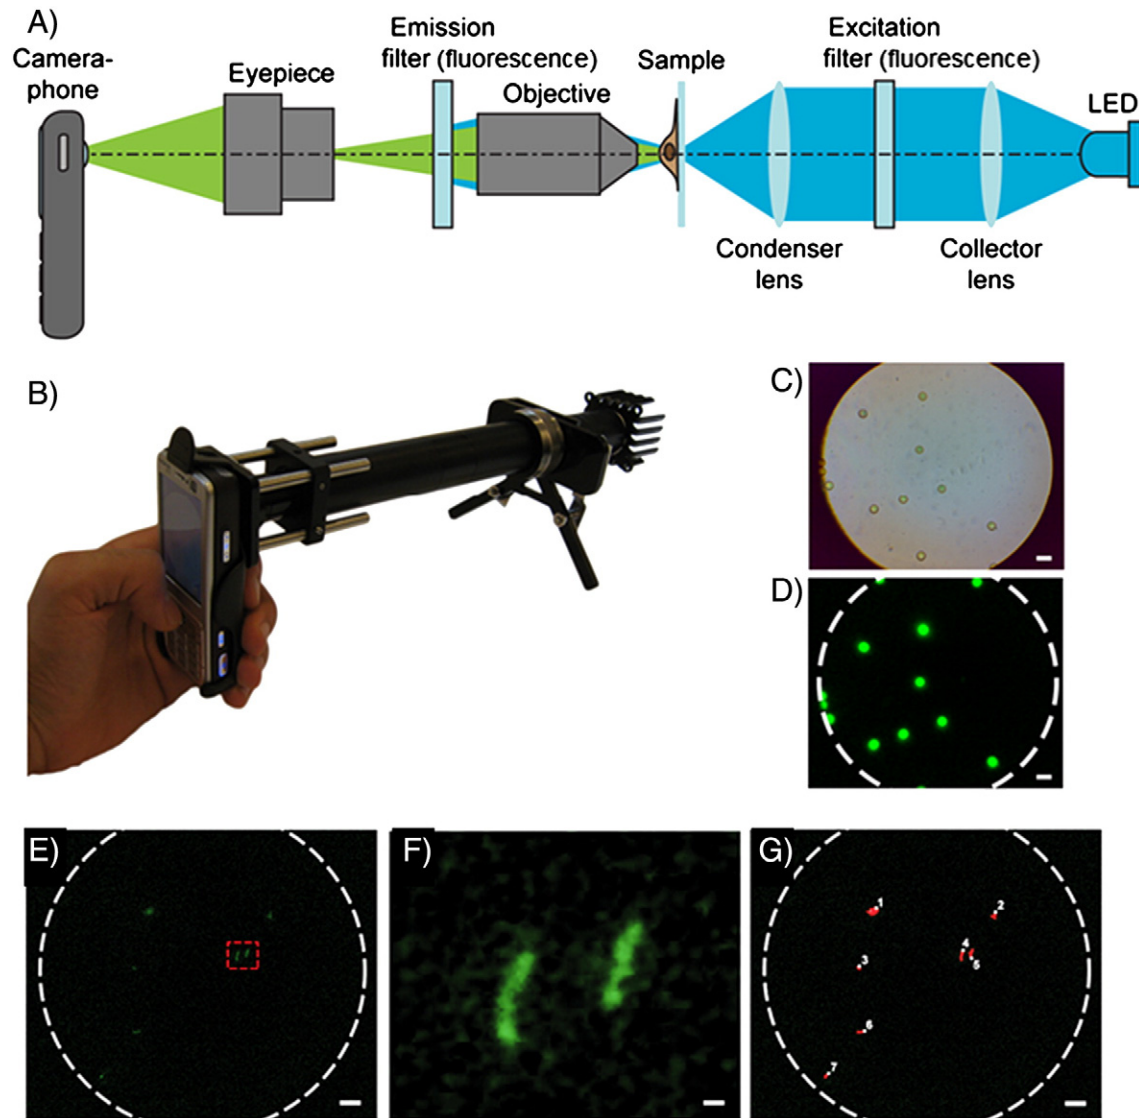 A)
Camera-
phone
Eyepiece
Emission
filter (fluorescence)
Objective
Sample
Excitation
filter (fluorescence)
LED
Condenser
lens
Collector
lens
B)
C)
D)
E)
F)
G)
1
2
3
4
5
6
7